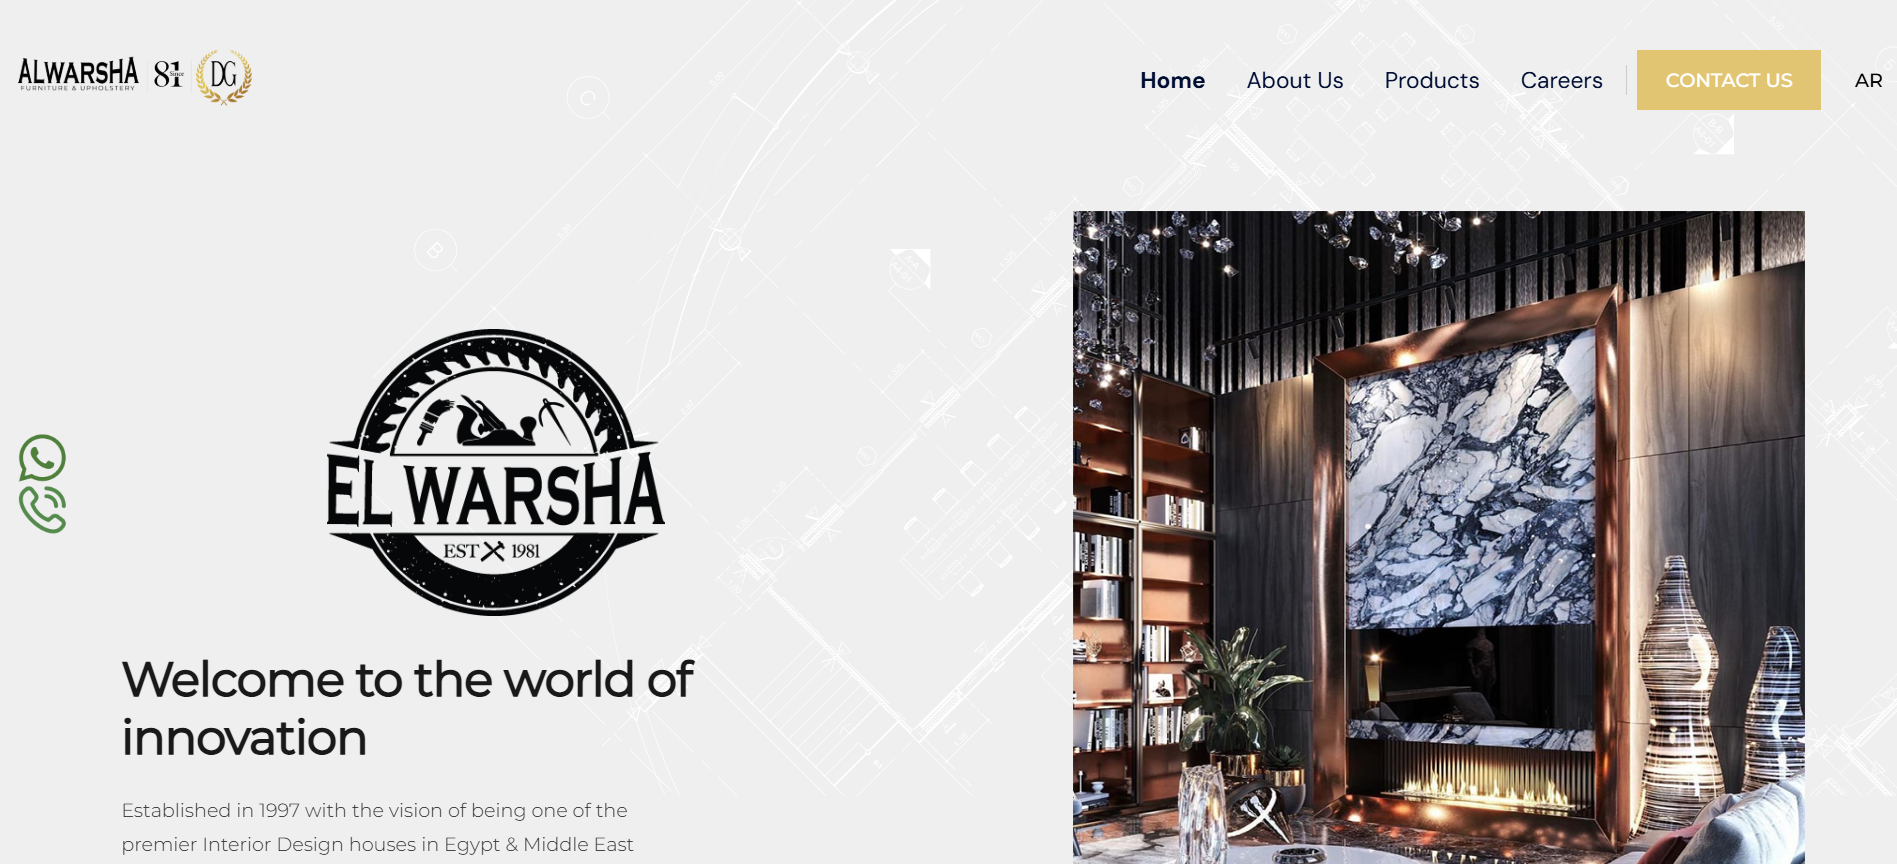 ALWARSHA
FURNITURE & UPHOLSTERY
81
Since
DG
Home
About Us
Products
Careers
CONTACT US
AR
C
B
EL WARSHA
EST 1981
Welcome to the world of
innovation
Established in 1997 with the vision of being one of the
premier Interior Design houses in Egypt & Middle East